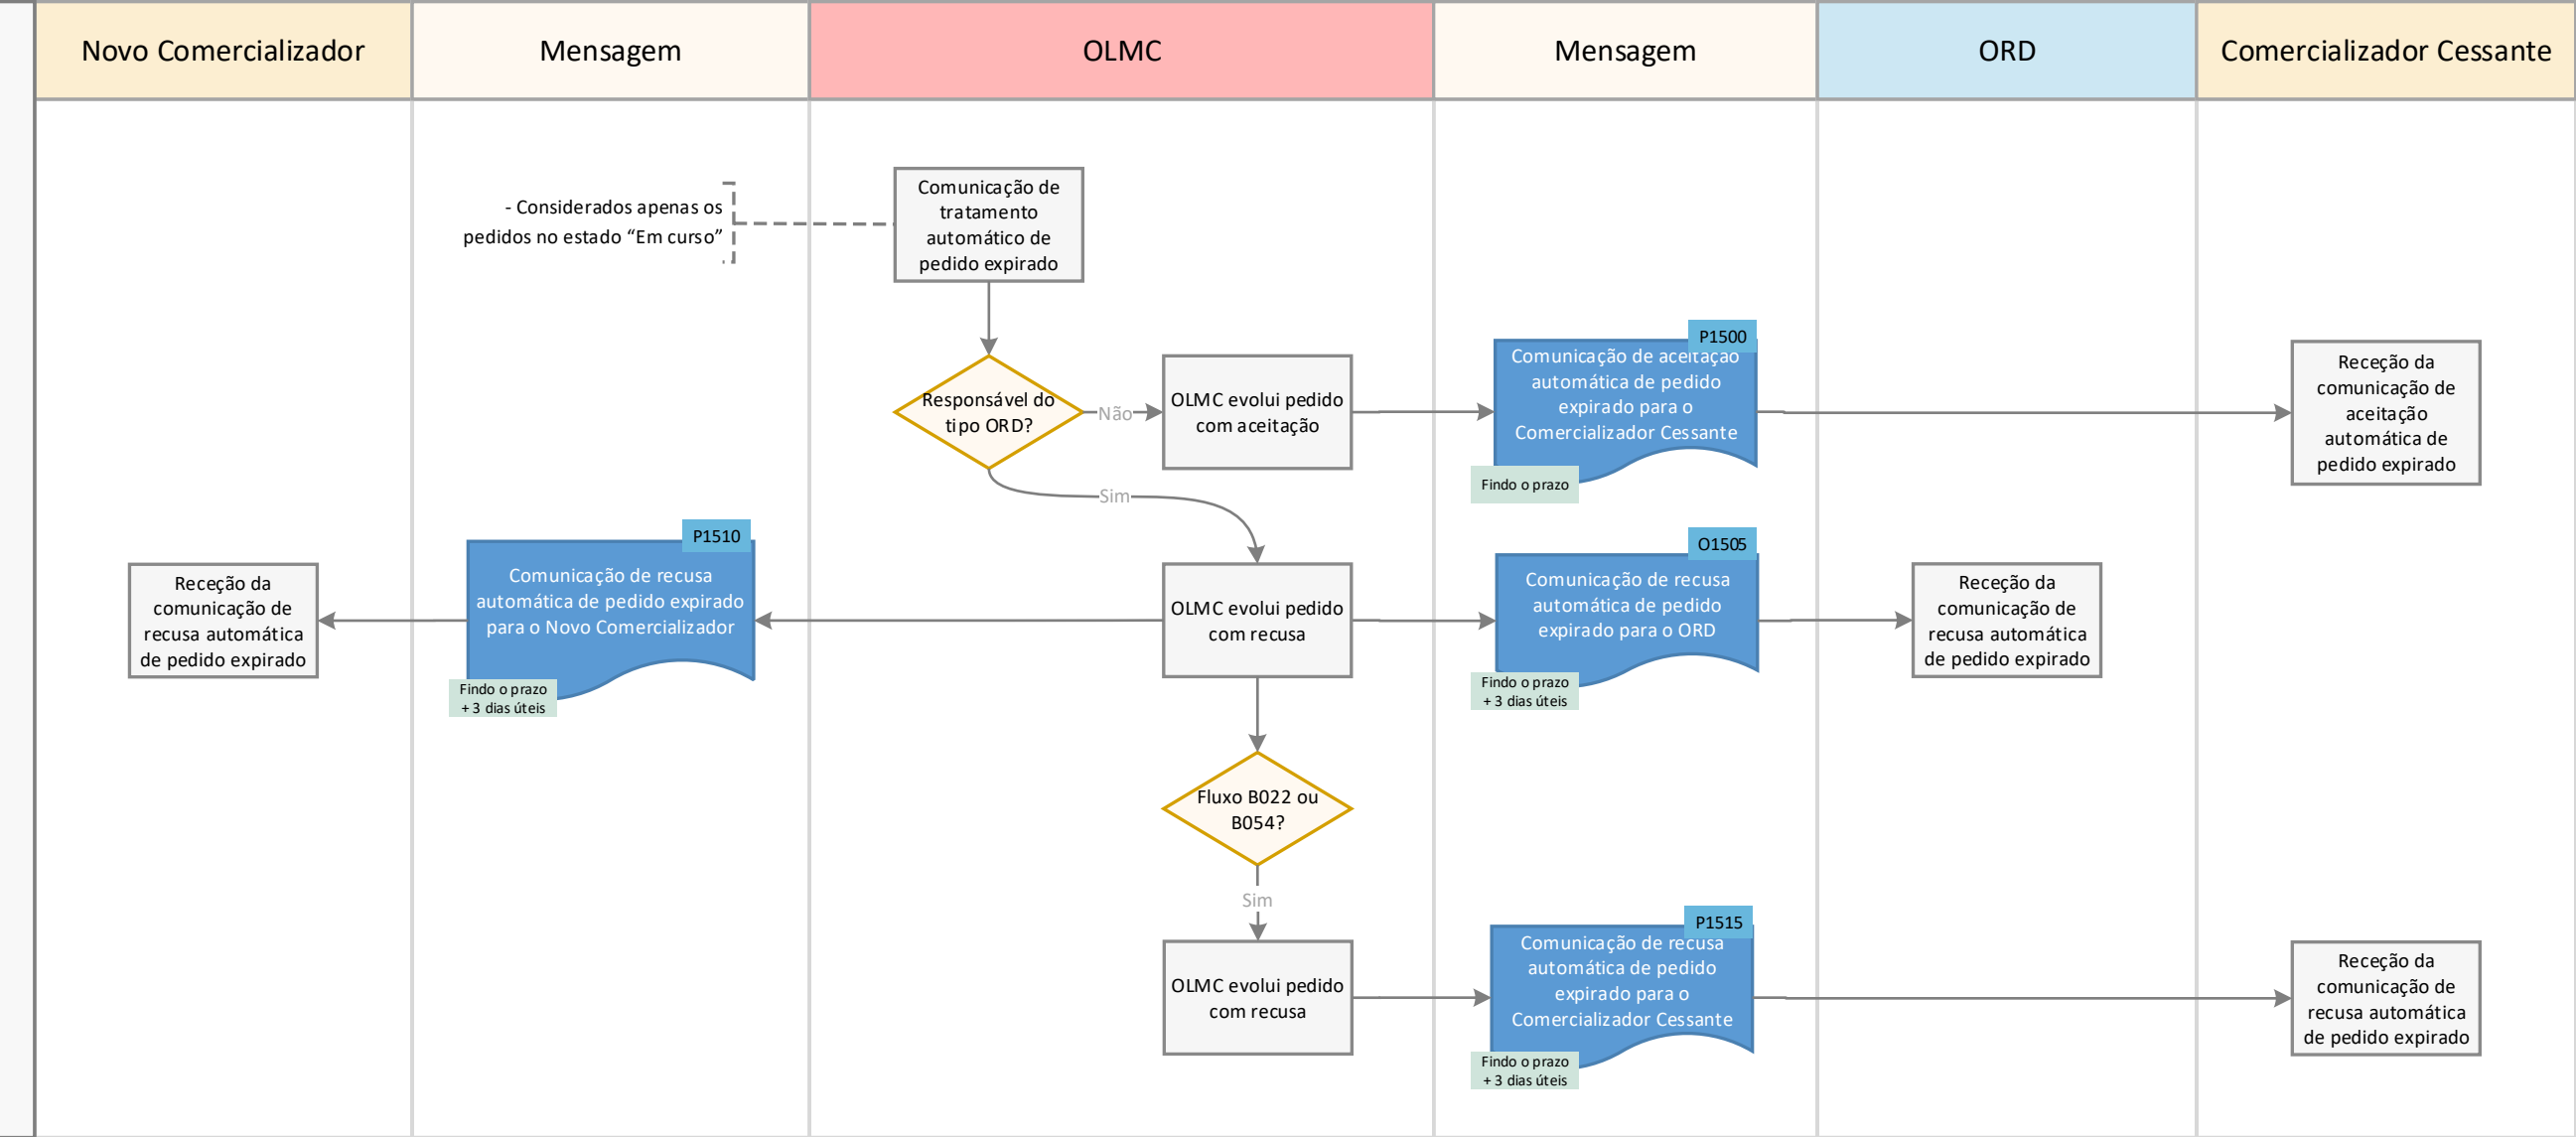 Novo Comercializador
Mensagem
OLMC
Mensagem
ORD
Comercializador Cessante
- Considerados apenas os
pedidos no estado “Em curso”
Comunicação de
tratamento
automático de
pedido expirado
Responsável do
tipo ORD?
Não
OLMC evolui pedido
com aceitação
P1500
Comunicação de aceitação
automática de pedido
expirado para o
Comercializador Cessante
Findo o prazo
Receção da
comunicação de
aceitação
automática de
pedido expirado
Sim
Receção da
comunicação de
recusa automática
de pedido expirado
P1510
Comunicação de recusa
automática de pedido expirado
para o Novo Comercializador
Findo o prazo
+ 3 dias úteis
OLMC evolui pedido
com recusa
O1505
Comunicação de recusa
automática de pedido
expirado para o ORD
Findo o prazo
+ 3 dias úteis
Receção da
comunicação de
recusa automática
de pedido expirado
Fluxo B022 ou
B054?
Sim
OLMC evolui pedido
com recusa
P1515
Comunicação de recusa
automática de pedido
expirado para o
Comercializador Cessante
Findo o prazo
+ 3 dias úteis
Receção da
comunicação de
recusa automática
de pedido expirado